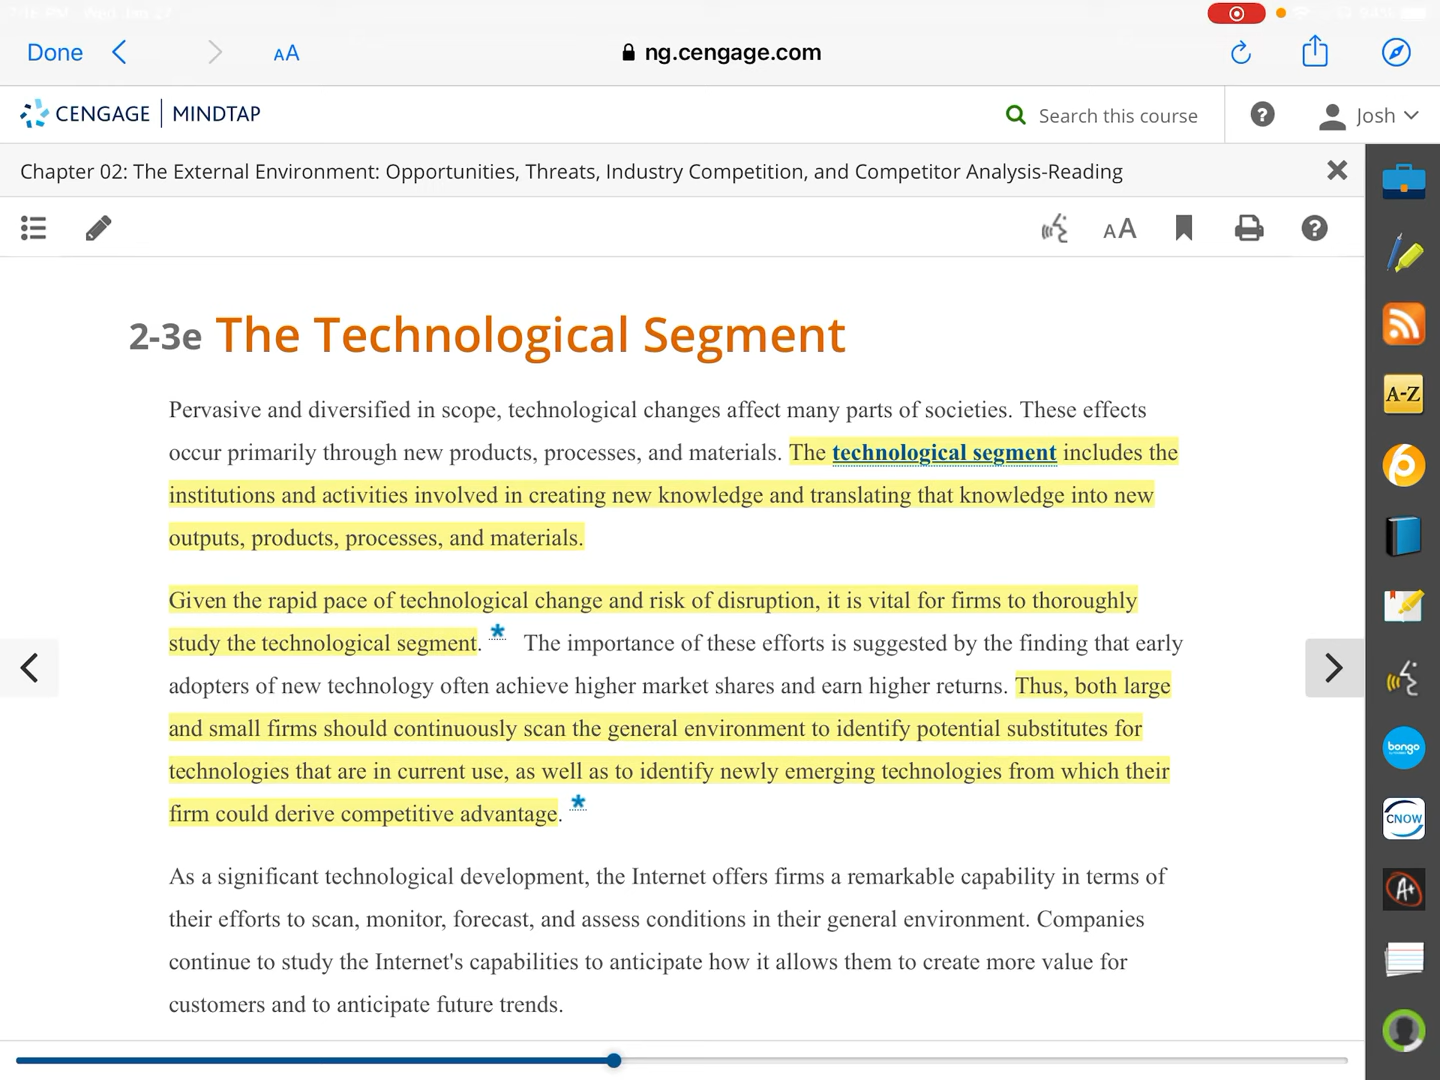 Done
AA
ng.cengage.com
CENGAGE | MINDTAP
Search this course
?
Josh
Chapter 02: The External Environment: Opportunities, Threats, Industry Competition, and Competitor Analysis-Reading
AA
?
2-3e The Technological Segment
Pervasive and diversified in scope, technological changes affect many parts of societies. These effects
occur primarily through new products, processes, and materials. The technological segment includes the
institutions and activities involved in creating new knowledge and translating that knowledge into new
outputs, products, processes, and materials.
Given the rapid pace of technological change and risk of disruption, it is vital for firms to thoroughly
study the technological segment. * The importance of these efforts is suggested by the finding that early
adopters of new technology often achieve higher market shares and earn higher returns. Thus, both large
and small firms should continuously scan the general environment to identify potential substitutes for
technologies that are in current use, as well as to identify newly emerging technologies from which their
firm could derive competitive advantage. *
As a significant technological development, the Internet offers firms a remarkable capability in terms of
their efforts to scan, monitor, forecast, and assess conditions in their general environment. Companies
continue to study the Internet's capabilities to anticipate how it allows them to create more value for
customers and to anticipate future trends.
A-Z
bongo
CNOW
A+